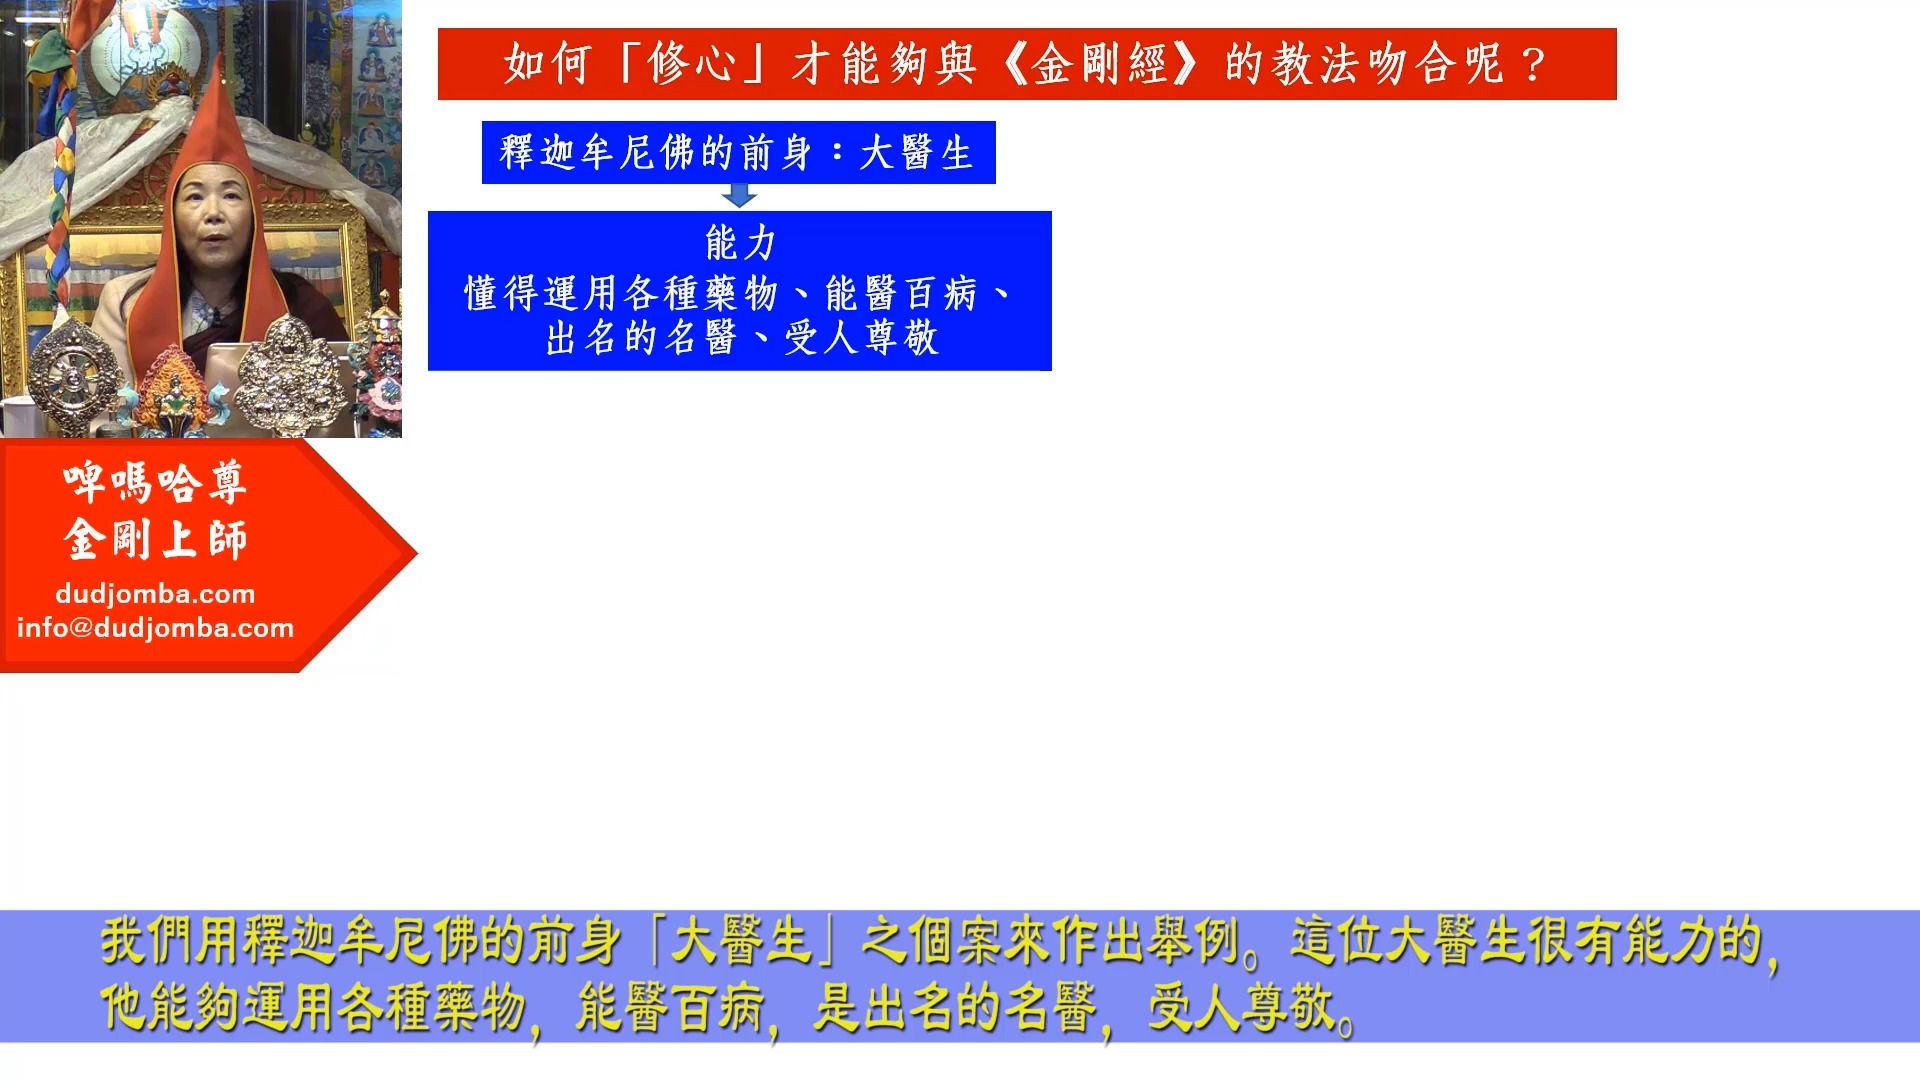 如何「修心」才能夠與《金剛經》的教法吻合呢？
釋迦牟尼佛的前身：大醫生
能力
懂得運用各種藥物、能醫百病、
出名的名醫、受人尊敬
啤嗎哈尊
金剛上師
dudjomba.com
info@dudjomba.com
我們用釋迦牟尼佛的前身「大醫生」之個案來作出舉例。這位大醫生很有能力的，
他能夠運用各種藥物，能醫百病，是出名的名醫，受人尊敬。